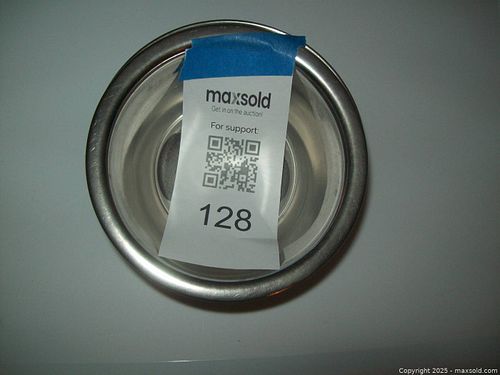 maxsold
Get in on the auction!
For support:
128
Copyright 2025 - maxsold.com